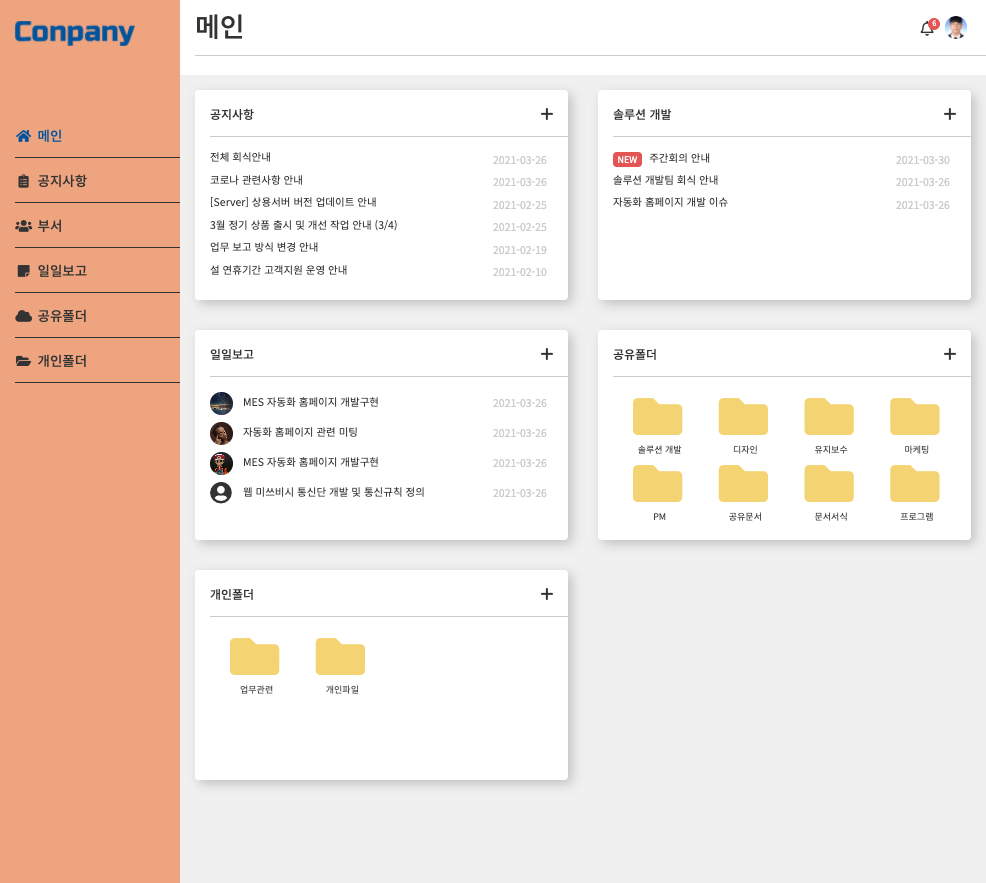 Conpany
메인
공지사항
부서
일일보고
공유폴더
개인폴더
메인
6
공지사항
전체 회식안내 2021-03-26
코로나 관련사항 안내 2021-03-26
[Server] 상용서버 버전 업데이트 안내 2021-02-25
3월 정기 상품 출시 및 개선 작업 안내 (3/4) 2021-02-25
업무 보고 방식 변경 안내 2021-02-19
설 연휴기간 고객지원 운영 안내 2021-02-10
솔루션 개발
NEW 주간회의 안내 2021-03-30
솔루션 개발팀 회식 안내 2021-03-26
자동화 홈페이지 개발 이슈 2021-03-26
일일보고
MES 자동화 홈페이지 개발구현 2021-03-26
자동화 홈페이지 관련 미팅 2021-03-26
MES 자동화 홈페이지 개발구현 2021-03-26
웹 미쓰비시 통신단 개발 및 통신규칙 정의 2021-03-26
공유폴더
솔루션 개발 디자인 유지보수 마케팅
PM 공유문서 문서서식 프로그램
개인폴더
업무관련 개인파일